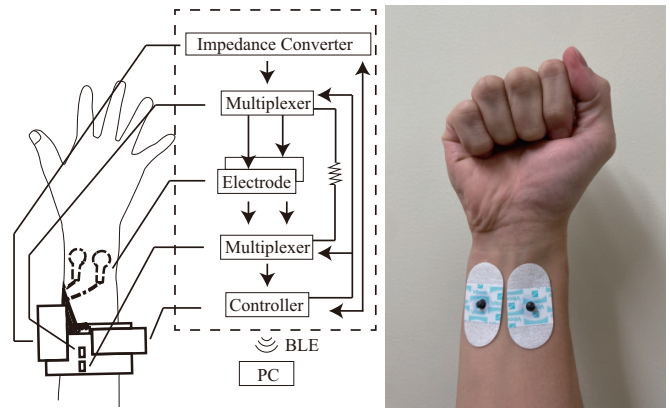 Impedance Converter
Multiplexer
Electrode
Multiplexer
Controller
BLE
PC